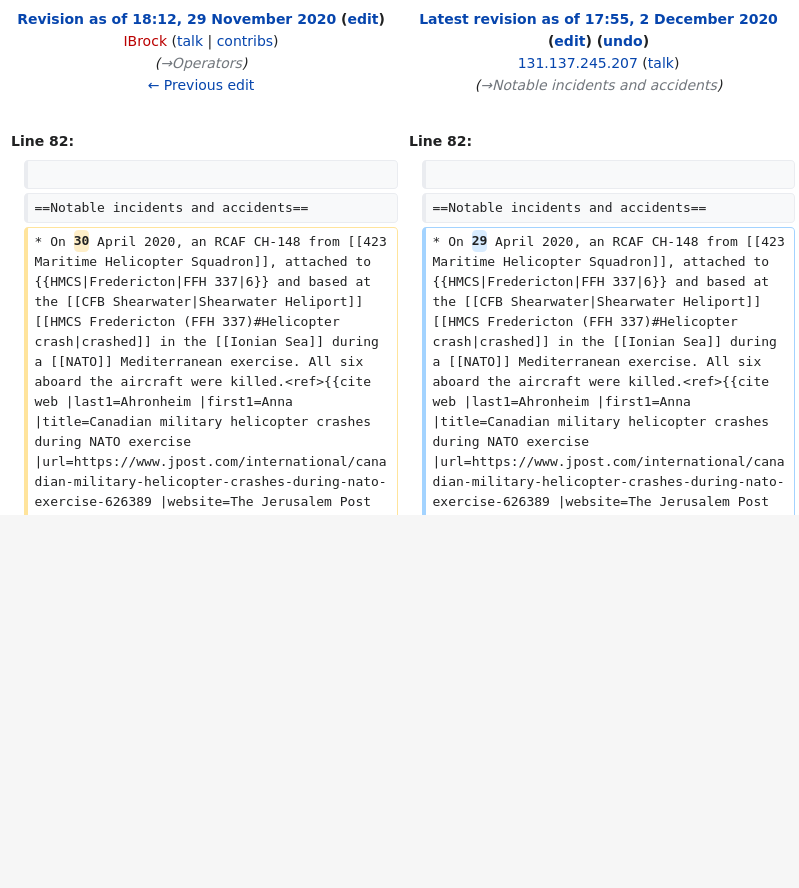 Revision as of 18:12, 29 November 2020 (edit)
IBrock (talk | contribs)
(→Operators)
← Previous edit
Line 82:
==Notable incidents and accidents==
* On 30 April 2020, an RCAF CH-148 from [[423
Maritime Helicopter Squadron]], attached to
{{HMCS|Fredericton|FFH 337|6}} and based at
the [[CFB Shearwater|Shearwater Heliport]]
[[HMCS Fredericton (FFH 337)#Helicopter
crash|crashed]] in the [[Ionian Sea]] during
a [[NATO]] Mediterranean exercise. All six
aboard the aircraft were killed.<ref>{{cite
web |last1=Ahronheim |first1=Anna
|title=Canadian military helicopter crashes
during NATO exercise
|url=https://www.jpost.com/international/cana
dian-military-helicopter-crashes-during-nato-
exercise-626389 |website=The Jerusalem Post
Latest revision as of 17:55, 2 December 2020
(edit) (undo)
131.137.245.207 (talk)
(→Notable incidents and accidents)
Line 82:
==Notable incidents and accidents==
* On 29 April 2020, an RCAF CH-148 from [[423
Maritime Helicopter Squadron]], attached to
{{HMCS|Fredericton|FFH 337|6}} and based at
the [[CFB Shearwater|Shearwater Heliport]]
[[HMCS Fredericton (FFH 337)#Helicopter
crash|crashed]] in the [[Ionian Sea]] during
a [[NATO]] Mediterranean exercise. All six
aboard the aircraft were killed.<ref>{{cite
web |last1=Ahronheim |first1=Anna
|title=Canadian military helicopter crashes
during NATO exercise
|url=https://www.jpost.com/international/cana
dian-military-helicopter-crashes-during-nato-
exercise-626389 |website=The Jerusalem Post